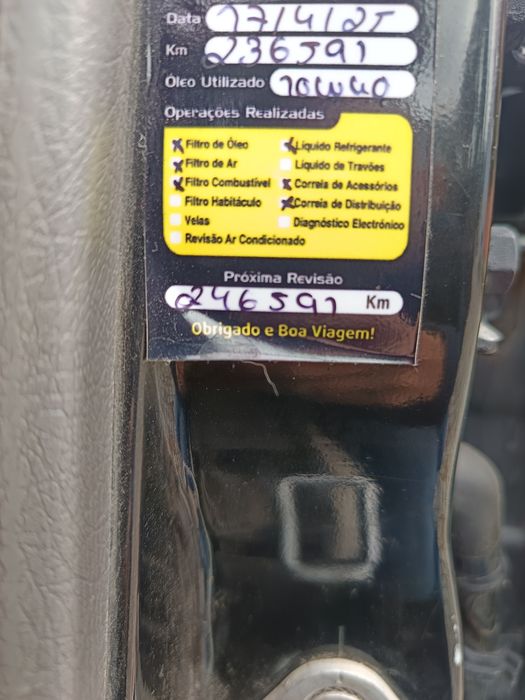 Data 17/4/25
Km 236591
Óleo Utilizado 10W40
Operações Realizadas
x Filtro de Óleo x Líquido Refrigerante
x Filtro de Ar Líquido de Travões
x Filtro Combustível x Correia de Acessórios
Filtro Habitáculo x Correia de Distribuição
Velas Diagnóstico Electrónico
Revisão Ar Condicionado
Próxima Revisão
246591 Km
Obrigado e Boa Viagem!